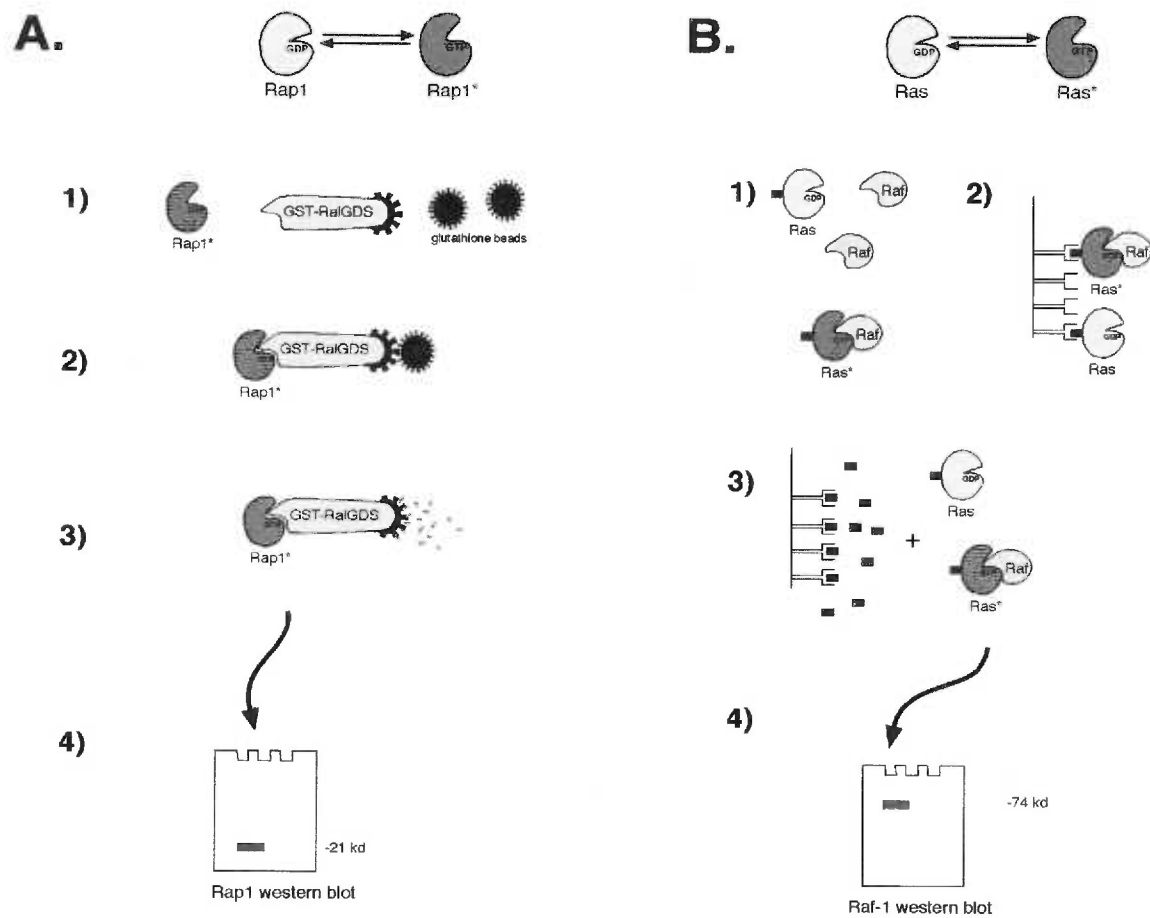 A.
GDP
GTP
Rap1
Rap1*
1)
GST-RalGDS
Rap1*
glutathione beads
2)
GST-RalGDS
Rap1*
3)
GST-RalGDS
Rap1*
4)
-21 kd
Rap1 western blot
B.
GDP
GTP
Ras
Ras*
1)
GDP
Raf
Ras
Raf
Raf
Ras*
2)
Raf
Ras*
GDP
Ras
3)
GDP
Ras
+
Raf
Ras*
4)
-74 kd
Raf-1 western blot